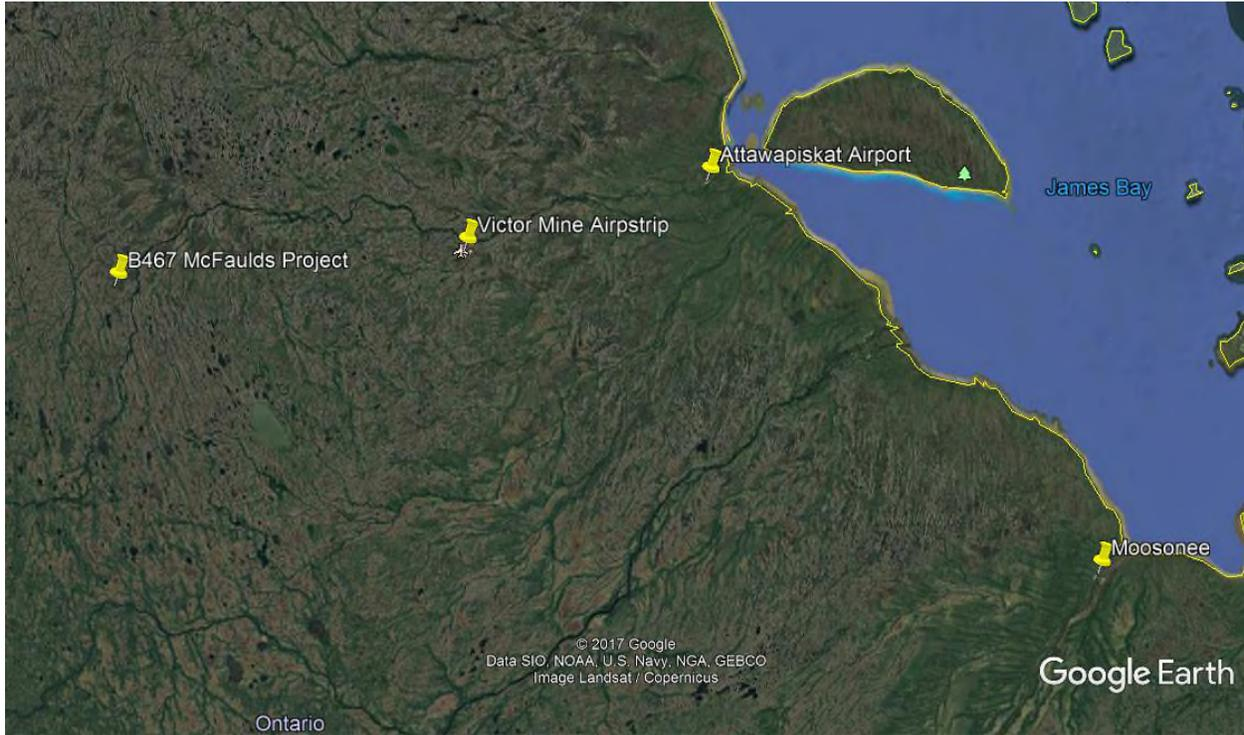 Attawapiskat Airport
James Bay
Victor Mine Airpstrip
B467 McFaulds Project
Moosonee
© 2017 Google
Data SIO, NOAA, U.S. Navy, NGA, GEBCO
Image Landsat / Copernicus
Google Earth
Ontario